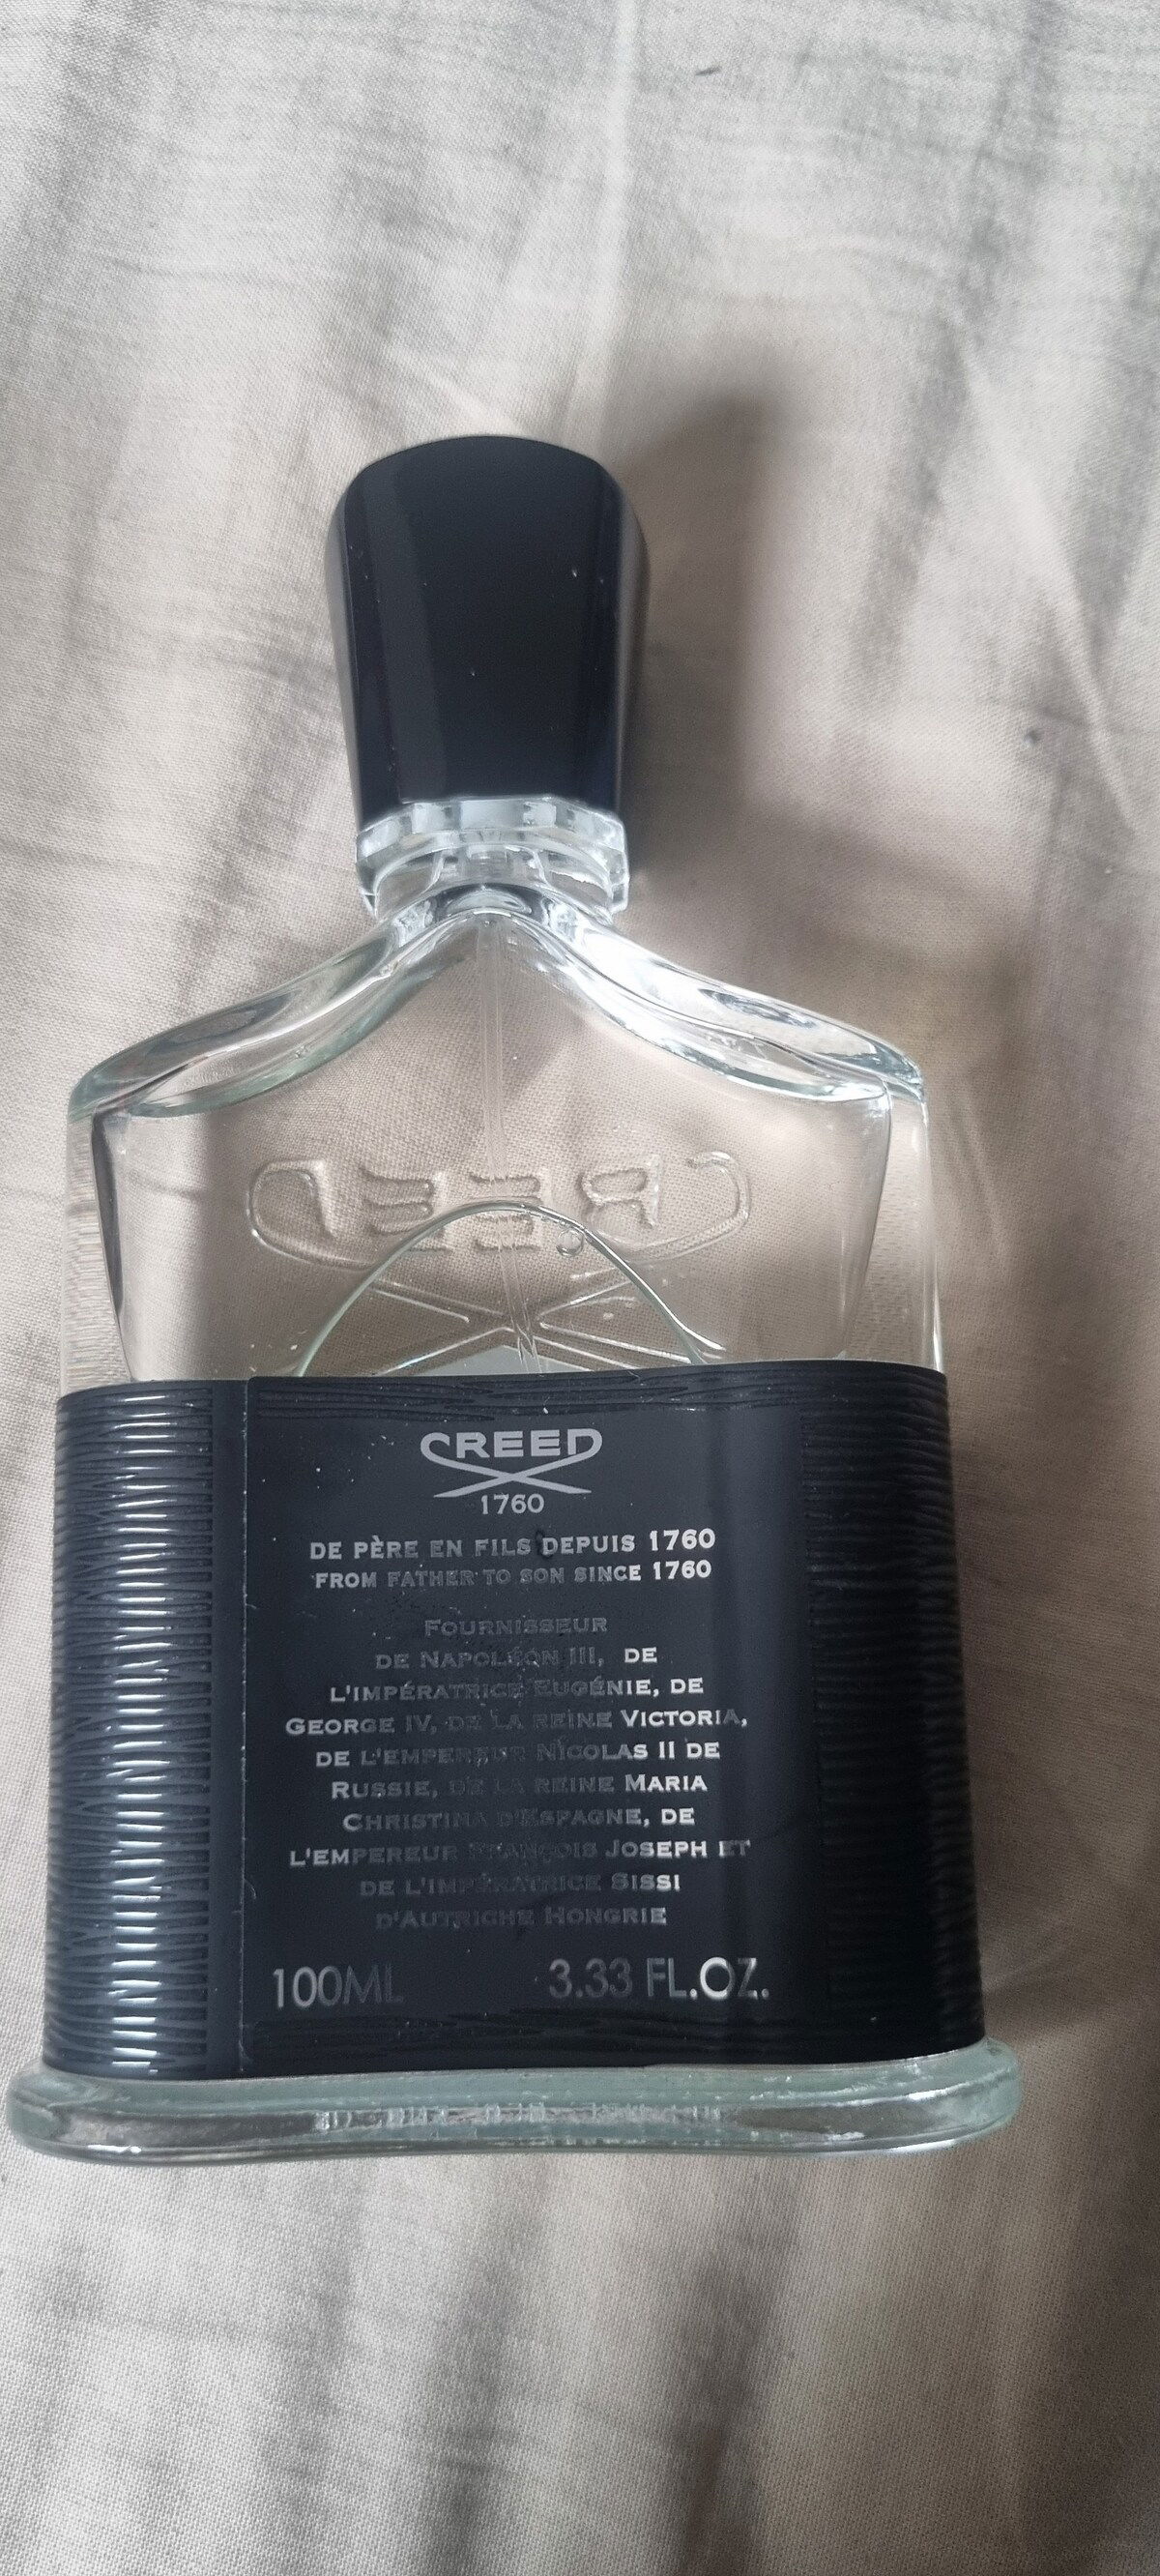 CREED
CREED
1760
DE PÈRE EN FILS DEPUIS 1760
FROM FATHER TO SON SINCE 1760
FOURNISSEUR
DE NAPOLÉON III, DE
L'IMPÉRATRICE EUGÉNIE, DE
GEORGE IV, DE LA REINE VICTORIA,
DE L'EMPEREUR NICOLAS II DE
RUSSIE, DE LA REINE MARIA
CHRISTINA D'ESPAGNE, DE
L'EMPEREUR FRANÇOIS JOSEPH ET
DE L'IMPÉRATRICE SISSI
D'AUTRICHE HONGRIE
100ML 3.33 FL.OZ.